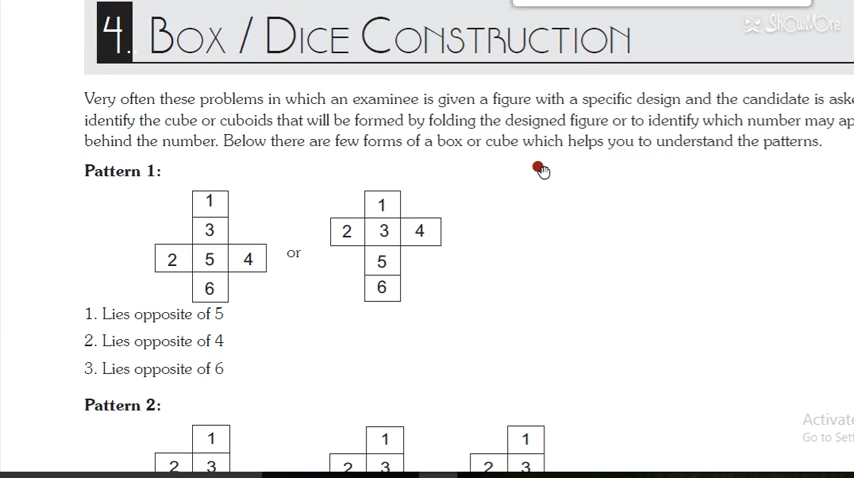 ShowMore
4. Box / Dice Construction
Very often these problems in which an examinee is given a figure with a specific design and the candidate is aske
identify the cube or cuboids that will be formed by folding the designed figure or to identify which number may ap
behind the number. Below there are few forms of a box or cube which helps you to understand the patterns.
Pattern 1:
1
3
2 5 4
6
or
1
2 3 4
5
6
1. Lies opposite of 5
2. Lies opposite of 4
3. Lies opposite of 6
Pattern 2:
1 1 1
2 3 2 3 2 3
Activate
Go to Sett